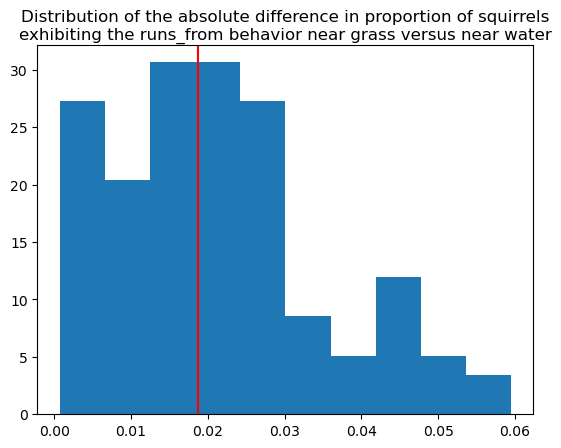 Distribution of the absolute difference in proportion of squirrels
exhibiting the runs_from behavior near grass versus near water
30
25
20
15
10
5
0
0.00 0.01 0.02 0.03 0.04 0.05 0.06